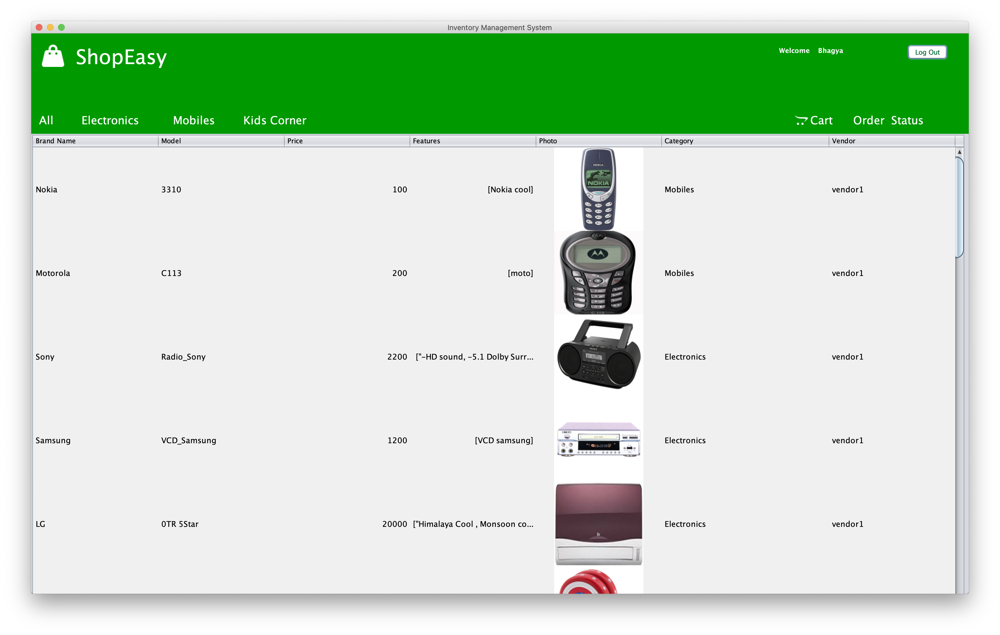 Inventory Management System
ShopEasy
Welcome Bhagya
Log Out
All Electronics Mobiles Kids Corner Cart Order Status
Brand Name Model Price Features Photo Category Vendor
NOKIA
NOKIA
Nokia 3310 100 [Nokia cool] Mobiles vendor1
Motorola C113 200 [moto] Mobiles vendor1
C 113
SONY
Sony Radio_Sony 2200 ["-HD sound, -5.1 Dolby Surr... Electronics vendor1
Samsung VCD_Samsung 1200 [VCD samsung] Electronics vendor1
LG 0TR 5Star 20000 ["Himalaya Cool , Monsoon co... Electronics vendor1